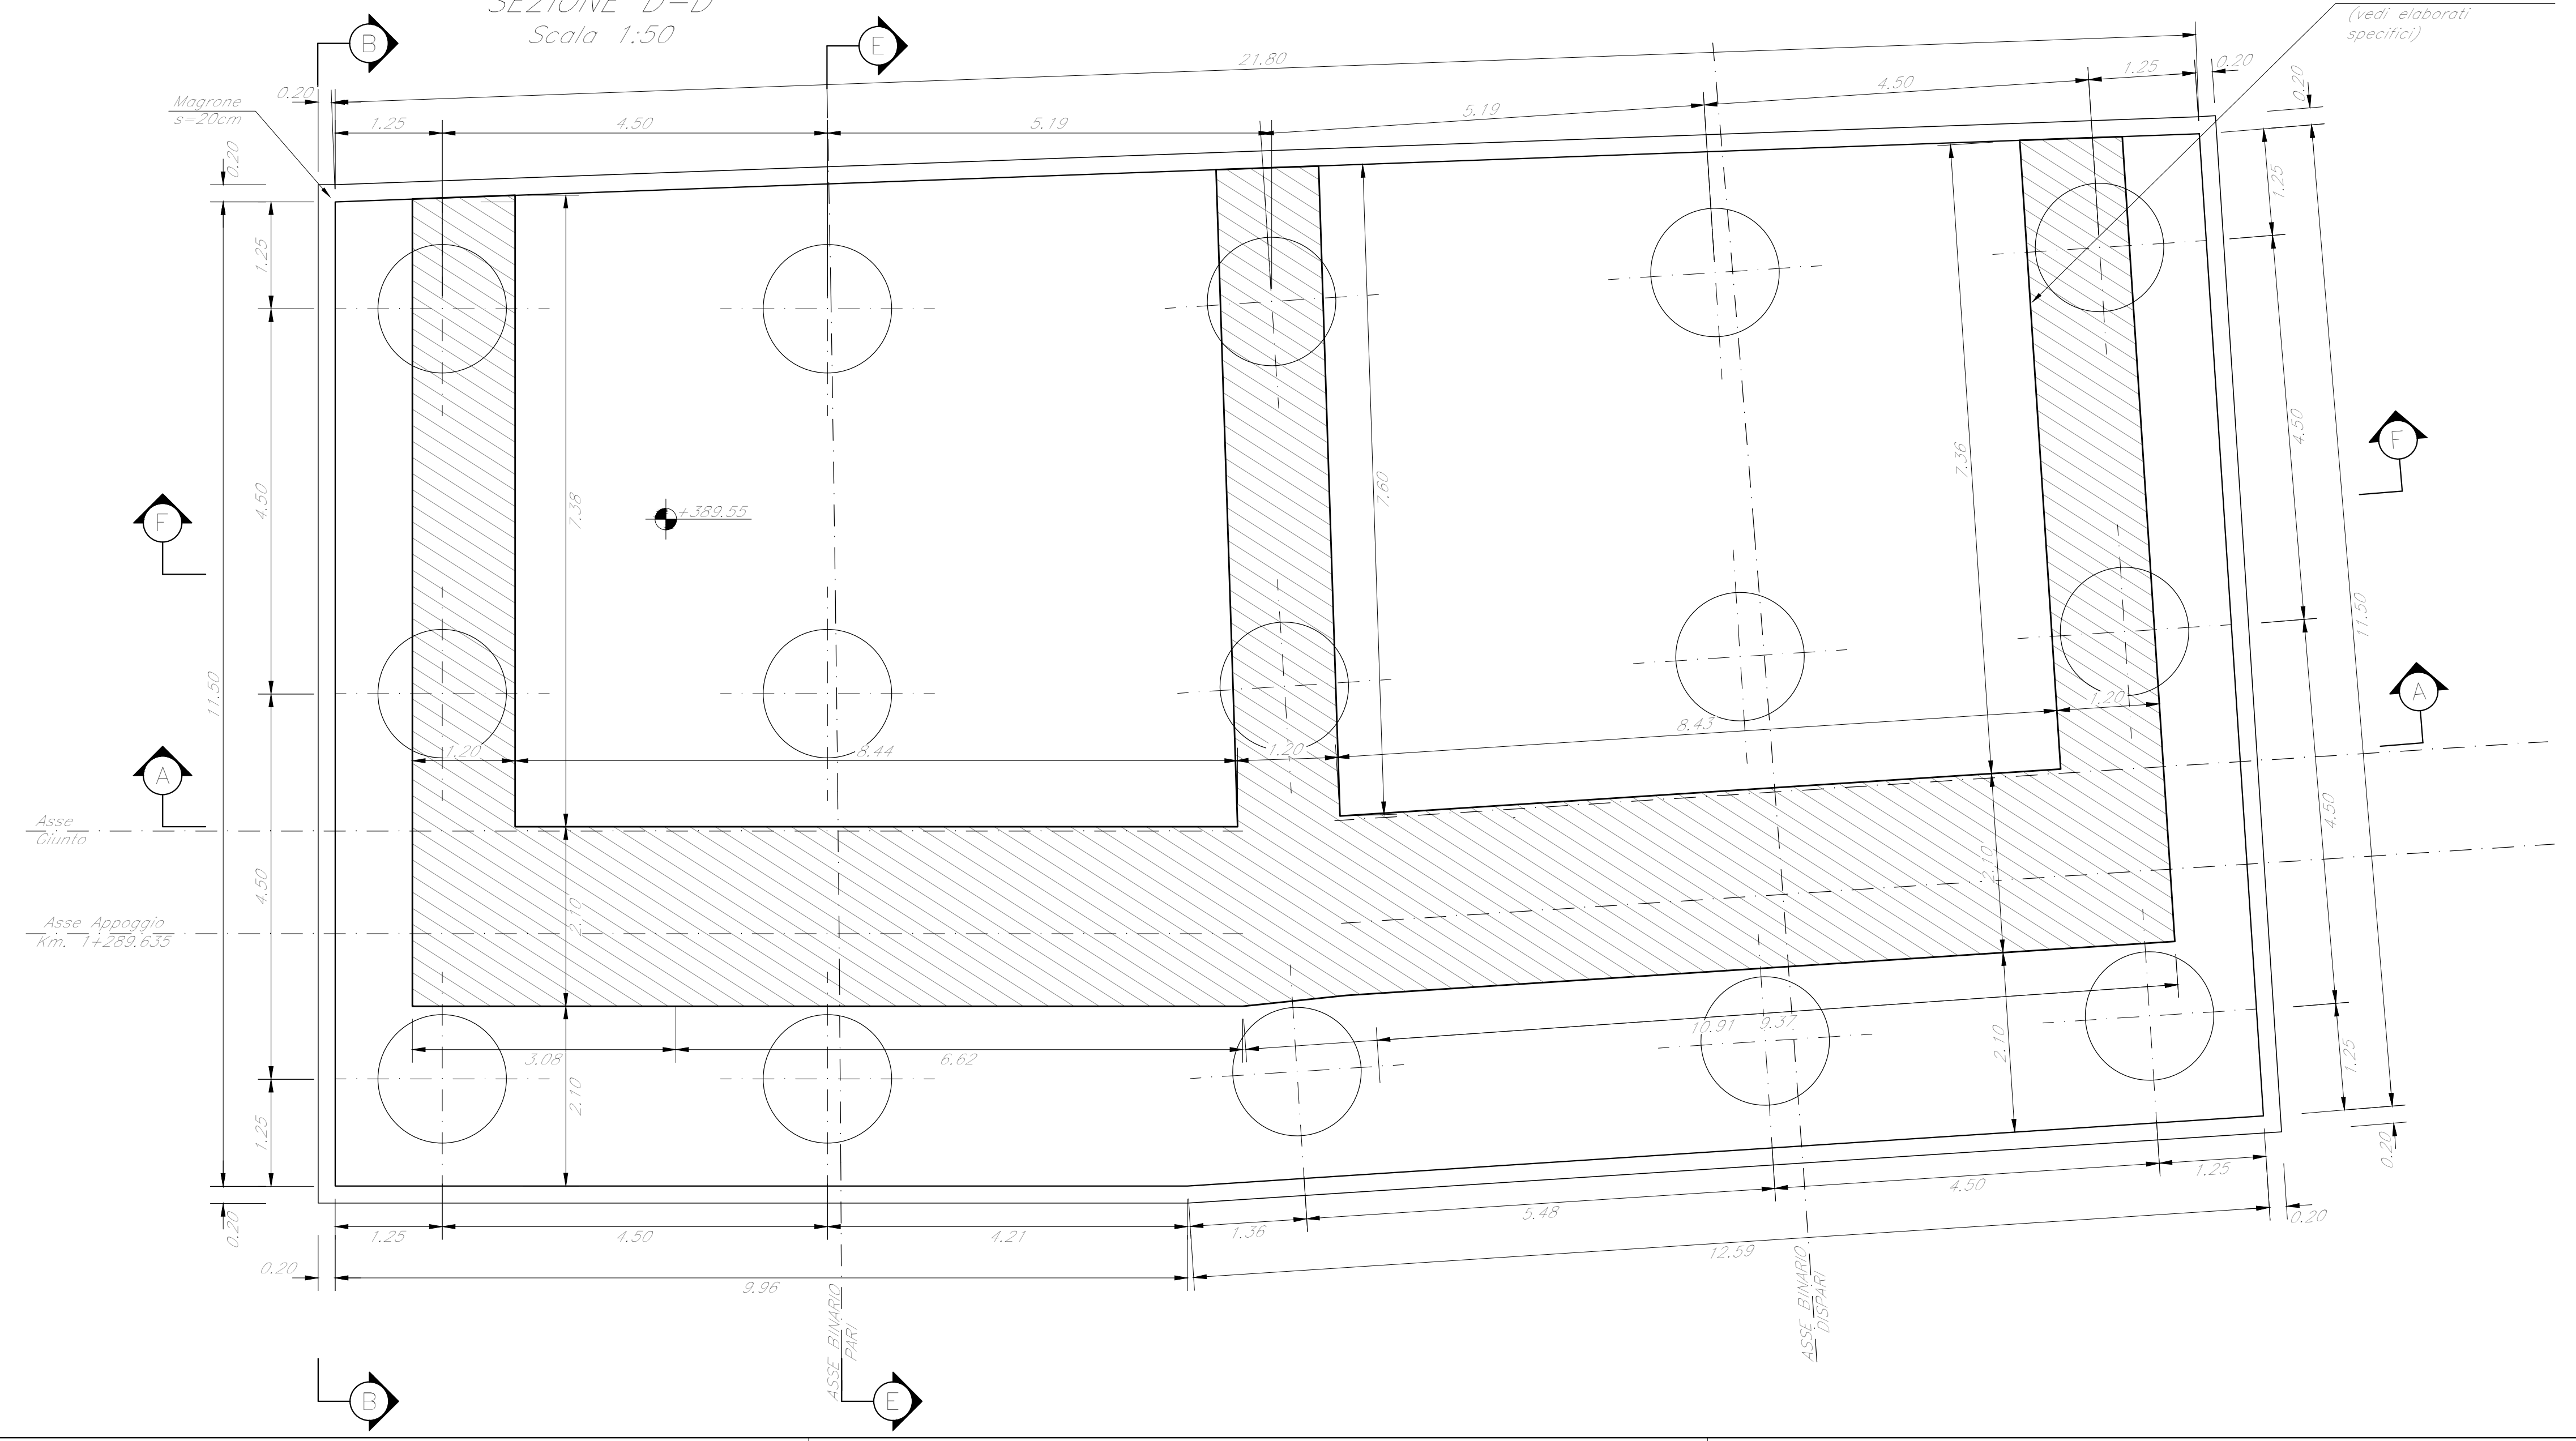 SEZIONE D-D
Scala 1:50
(vedi elaborati
specifici)
B
E
21.80
0.20
1.25
4.50
5.19
5.19
4.50
1.25
0.20
0.20
Magrone
s=20cm
0.20
1.25
4.50
4.50
1.25
11.50
0.20
7.38
7.60
7.36
+389.55
1.25
4.50
4.50
1.25
11.50
0.20
F
F
A
A
1.20
8.44
1.20
8.43
1.20
Asse
Giunto
Asse Appoggio
Km. 1+289.635
2.10
2.10
3.08
6.62
10.91
9.37
2.10
2.10
1.25
4.50
4.21
1.36
5.48
4.50
1.25
0.20
0.20
9.96
12.59
ASSE BINARIO
PARI
ASSE BINARIO
DISPARI
B
E